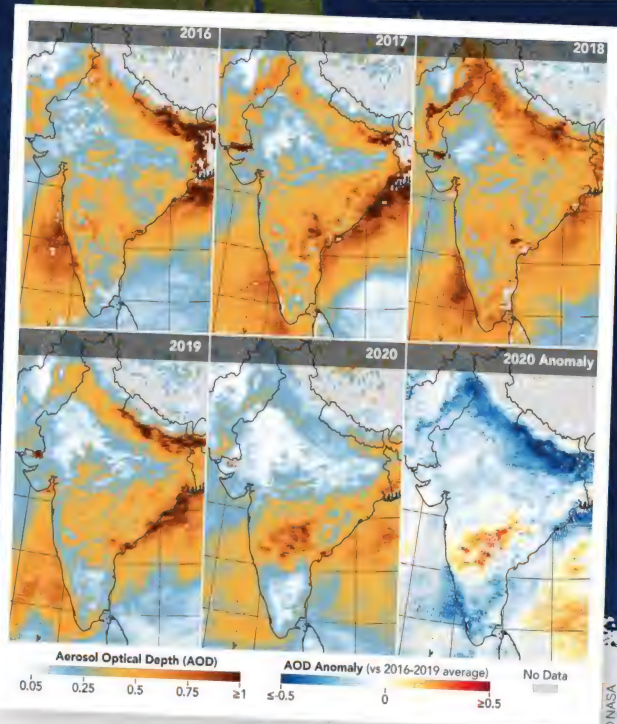 2016
2017
2018
2019
2020
2020 Anomaly
Aerosol Optical Depth (AOD)
0.05 0.25 0.5 0.75 ≥1
AOD Anomaly (vs 2016-2019 average)
≤-0.5 0 ≥0.5
No Data
NASA